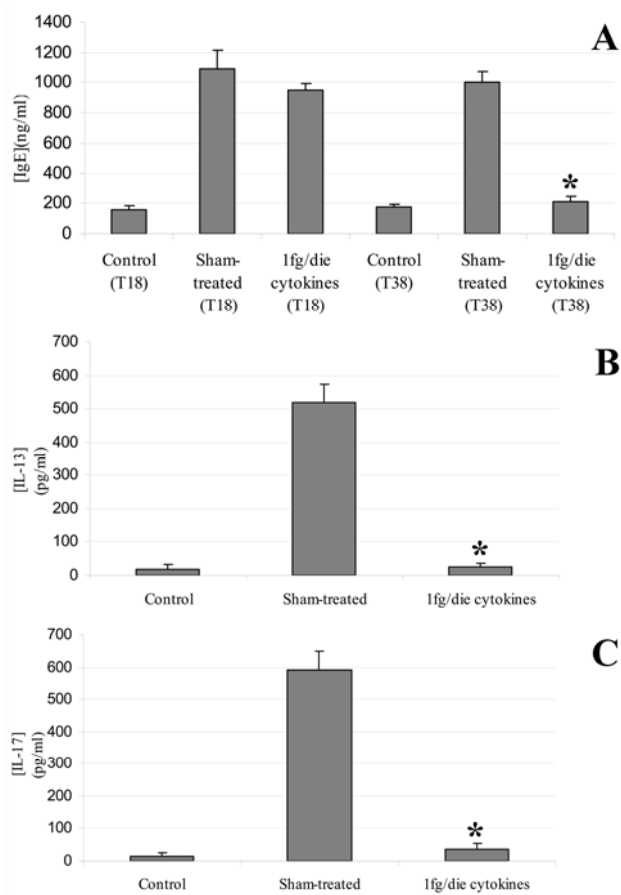 A
1400
1200
1000
800
600
400
200
0
[IgE](ng/ml)
*
Control
(T18)
Sham-
treated
(T18)
1fg/die
cytokines
(T18)
Control
(T38)
Sham-
treated
(T38)
1fg/die
cytokines
(T38)
B
700
600
500
400
300
200
100
0
[IL-13]
(pg/ml)
*
Control
Sham-treated
1fg/die cytokines
C
700
600
500
400
300
200
100
0
[IL-17]
(pg/ml)
*
Control
Sham-treated
1fg/die cytokines